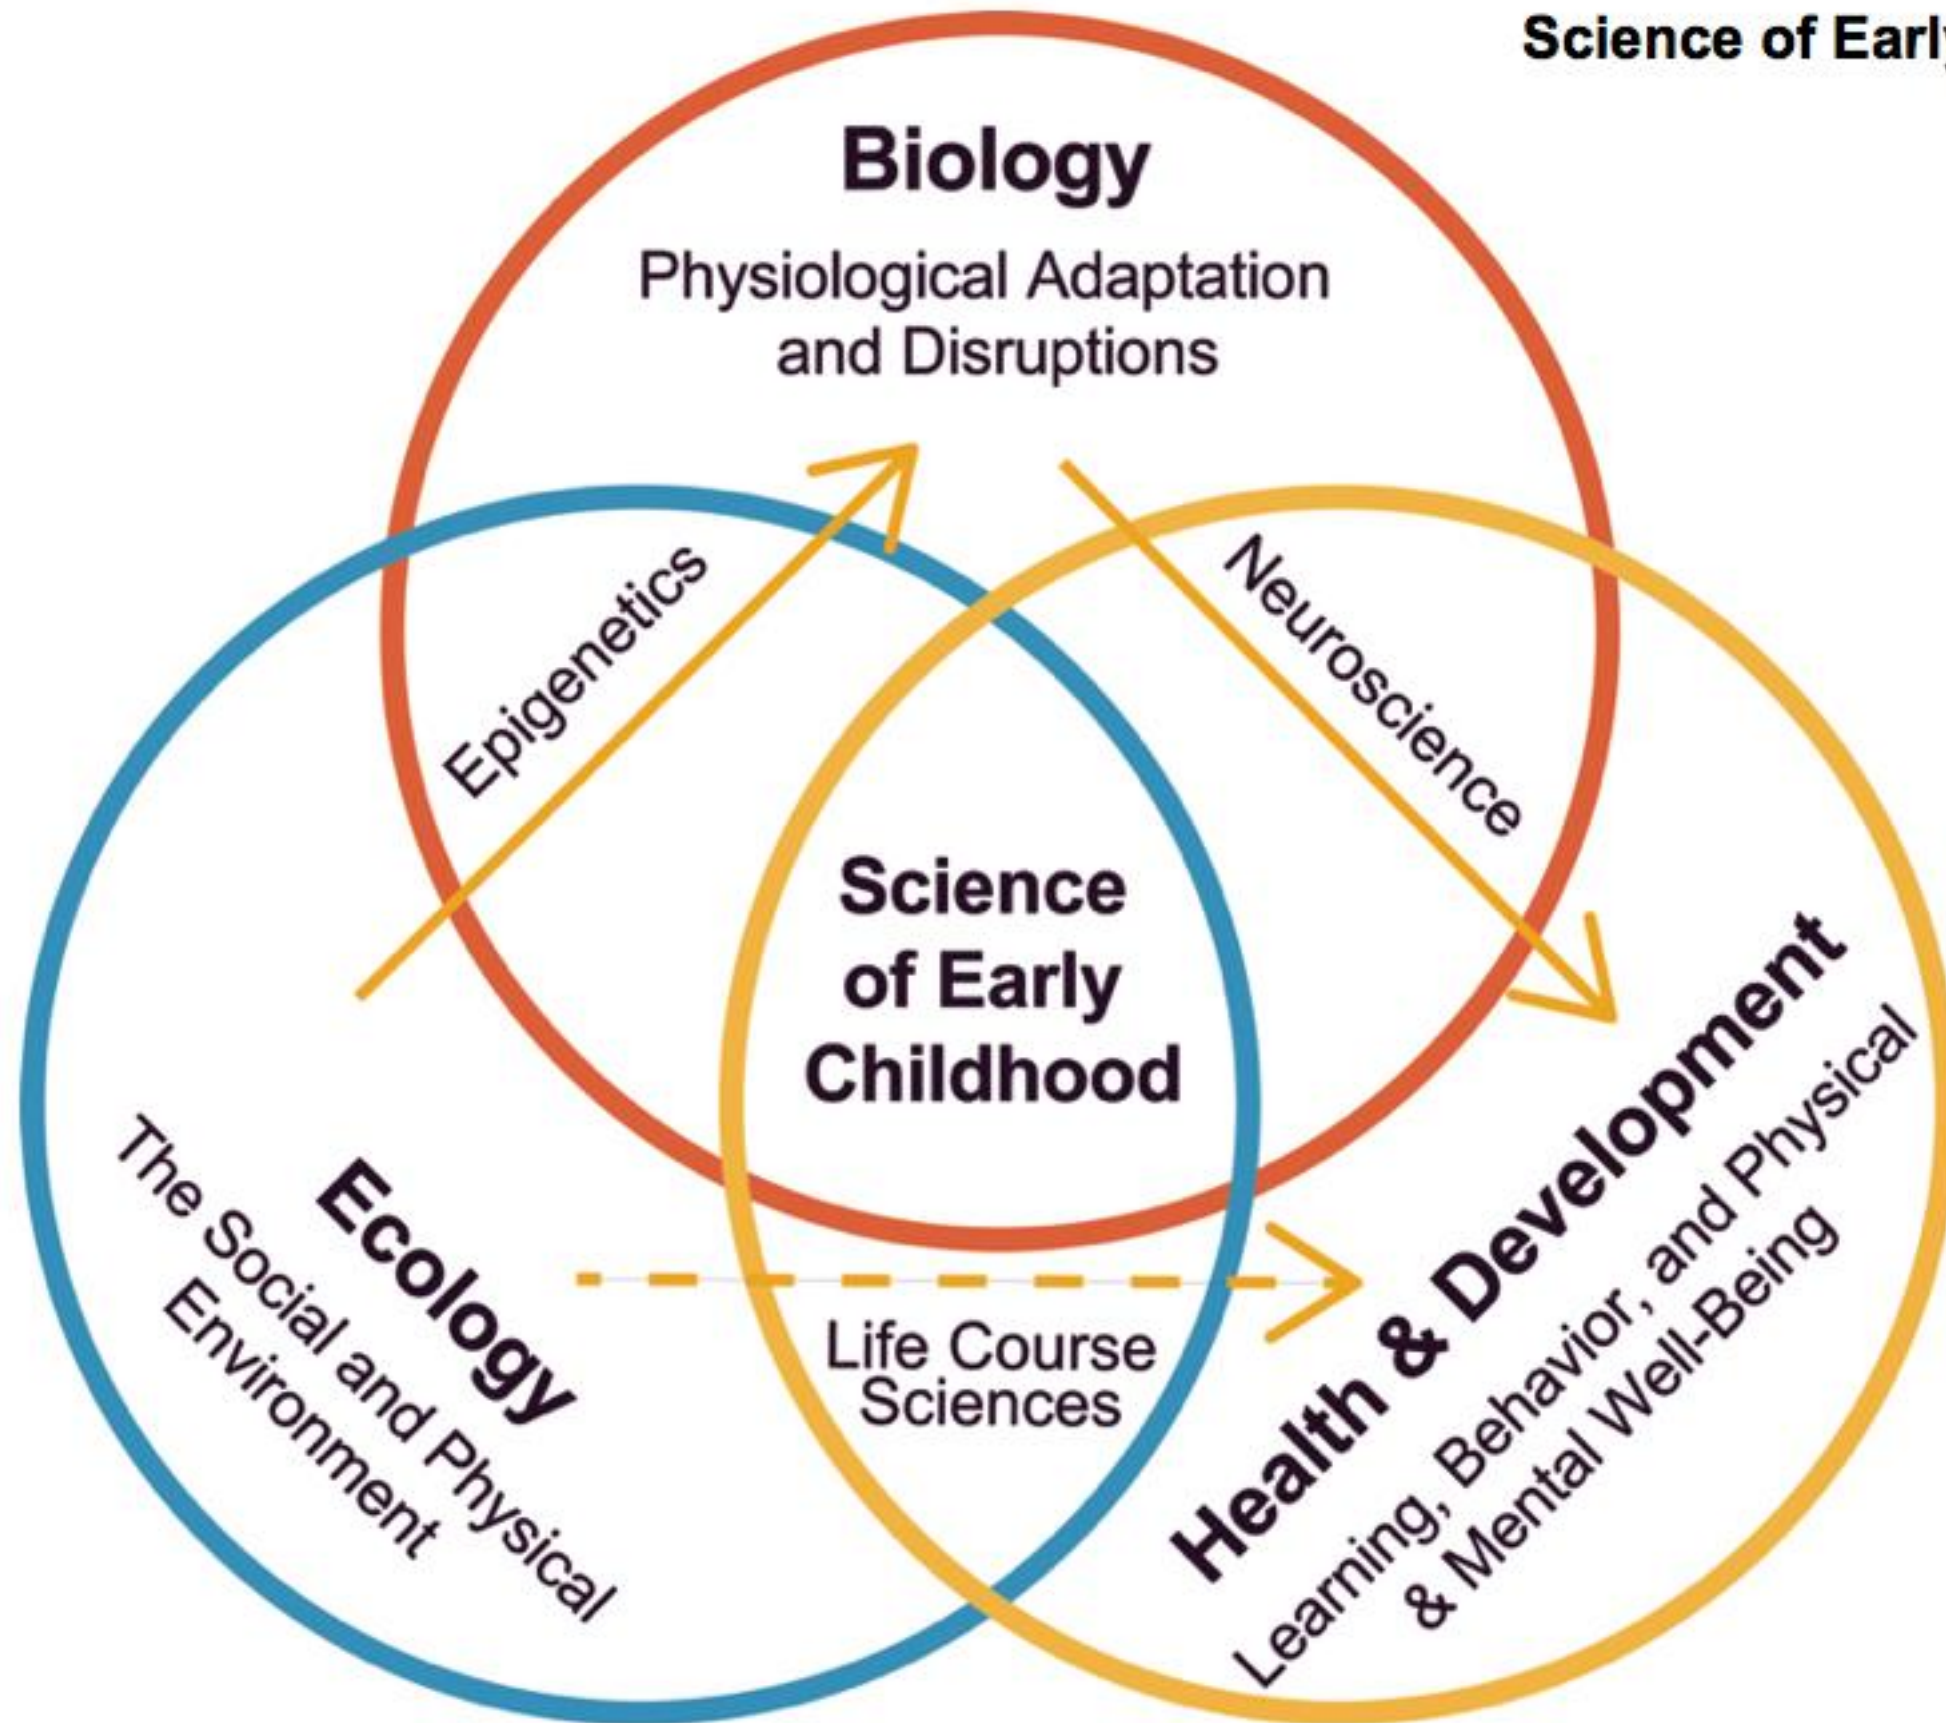 Science of Early
Biology
Physiological Adaptation
and Disruptions
Epigenetics
Neuroscience
Science
of Early
Childhood
Ecology
The Social and Physical
Environment
Life Course
Sciences
Health & Development
Learning, Behavior, and Physical
& Mental Well-Being